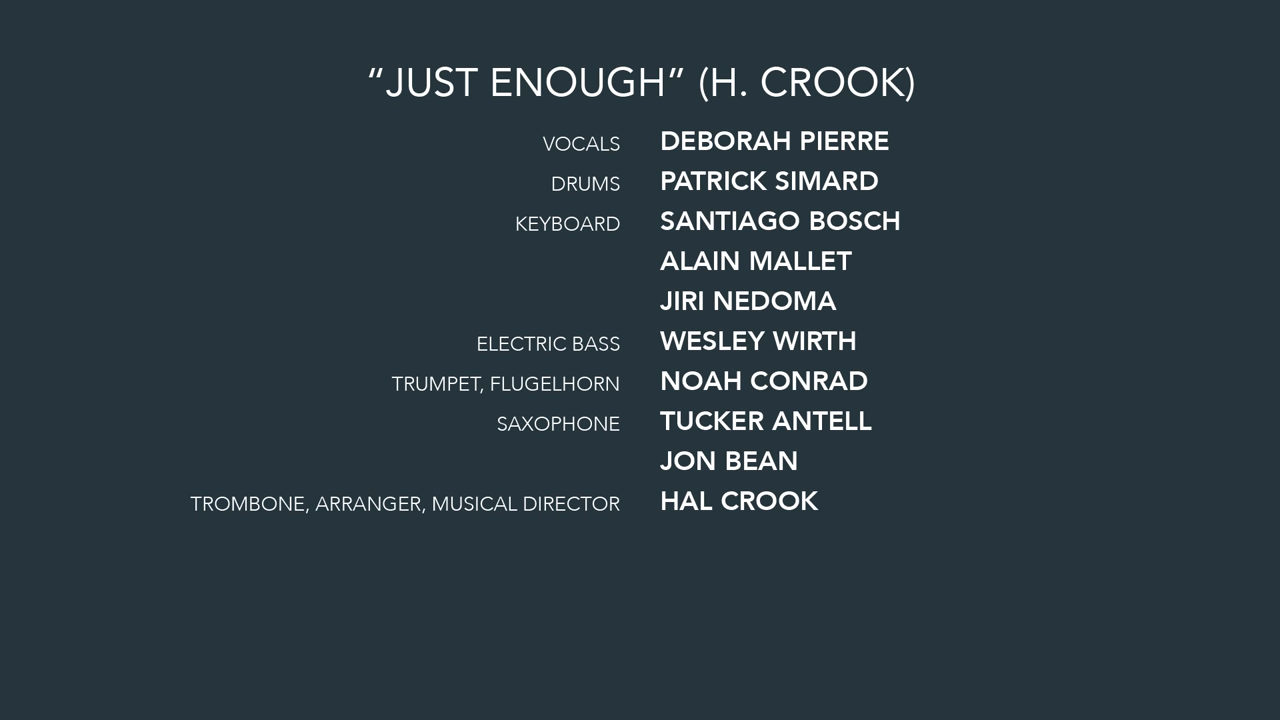 “JUST ENOUGH” (H. CROOK)
VOCALS DEBORAH PIERRE
DRUMS PATRICK SIMARD
KEYBOARD SANTIAGO BOSCH
ALAIN MALLET
JIRI NEDOMA
ELECTRIC BASS WESLEY WIRTH
TRUMPET, FLUGELHORN NOAH CONRAD
SAXOPHONE TUCKER ANTELL
JON BEAN
TROMBONE, ARRANGER, MUSICAL DIRECTOR HAL CROOK